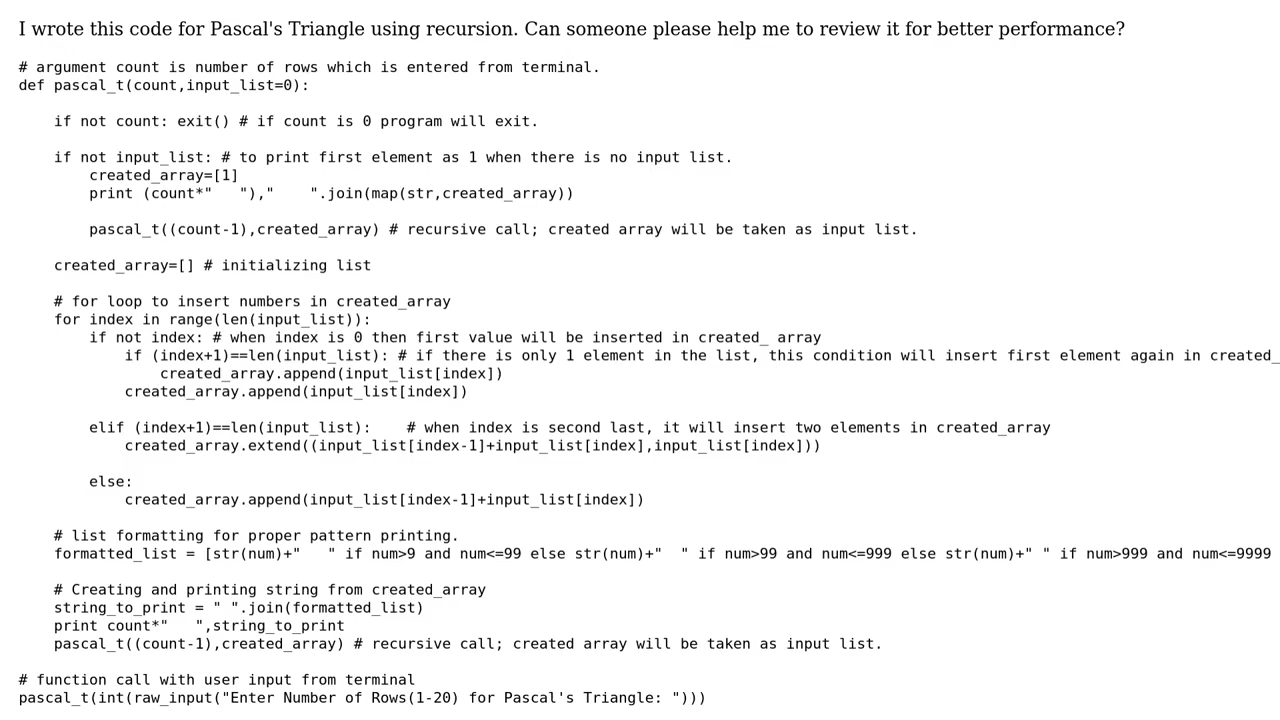 I wrote this code for Pascal's Triangle using recursion. Can someone please help me to review it for better performance?
# argument count is number of rows which is entered from terminal.
def pascal_t(count,input_list=0):
    if not count: exit() # if count is 0 program will exit.
    if not input_list: # to print first element as 1 when there is no input list.
        created_array=[1]
        print (count*"   "),"    ".join(map(str,created_array))
        pascal_t((count-1),created_array) # recursive call; created array will be taken as input list.
    created_array=[] # initializing list
    # for loop to insert numbers in created_array
    for index in range(len(input_list)):
        if not index: # when index is 0 then first value will be inserted in created_ array
            if (index+1)==len(input_list): # if there is only 1 element in the list, this condition will insert first element again in created_
                created_array.append(input_list[index])
            created_array.append(input_list[index])
        elif (index+1)==len(input_list):    # when index is second last, it will insert two elements in created_array
            created_array.extend((input_list[index-1]+input_list[index],input_list[index]))
        else:
            created_array.append(input_list[index-1]+input_list[index])
    # list formatting for proper pattern printing.
    formatted_list = [str(num)+"   " if num>9 and num<=99 else str(num)+"  " if num>99 and num<=999 else str(num)+" " if num>999 and num<=9999
    # Creating and printing string from created_array
    string_to_print = " ".join(formatted_list)
    print count*"   ",string_to_print
    pascal_t((count-1),created_array) # recursive call; created array will be taken as input list.
# function call with user input from terminal
pascal_t(int(raw_input("Enter Number of Rows(1-20) for Pascal's Triangle: ")))